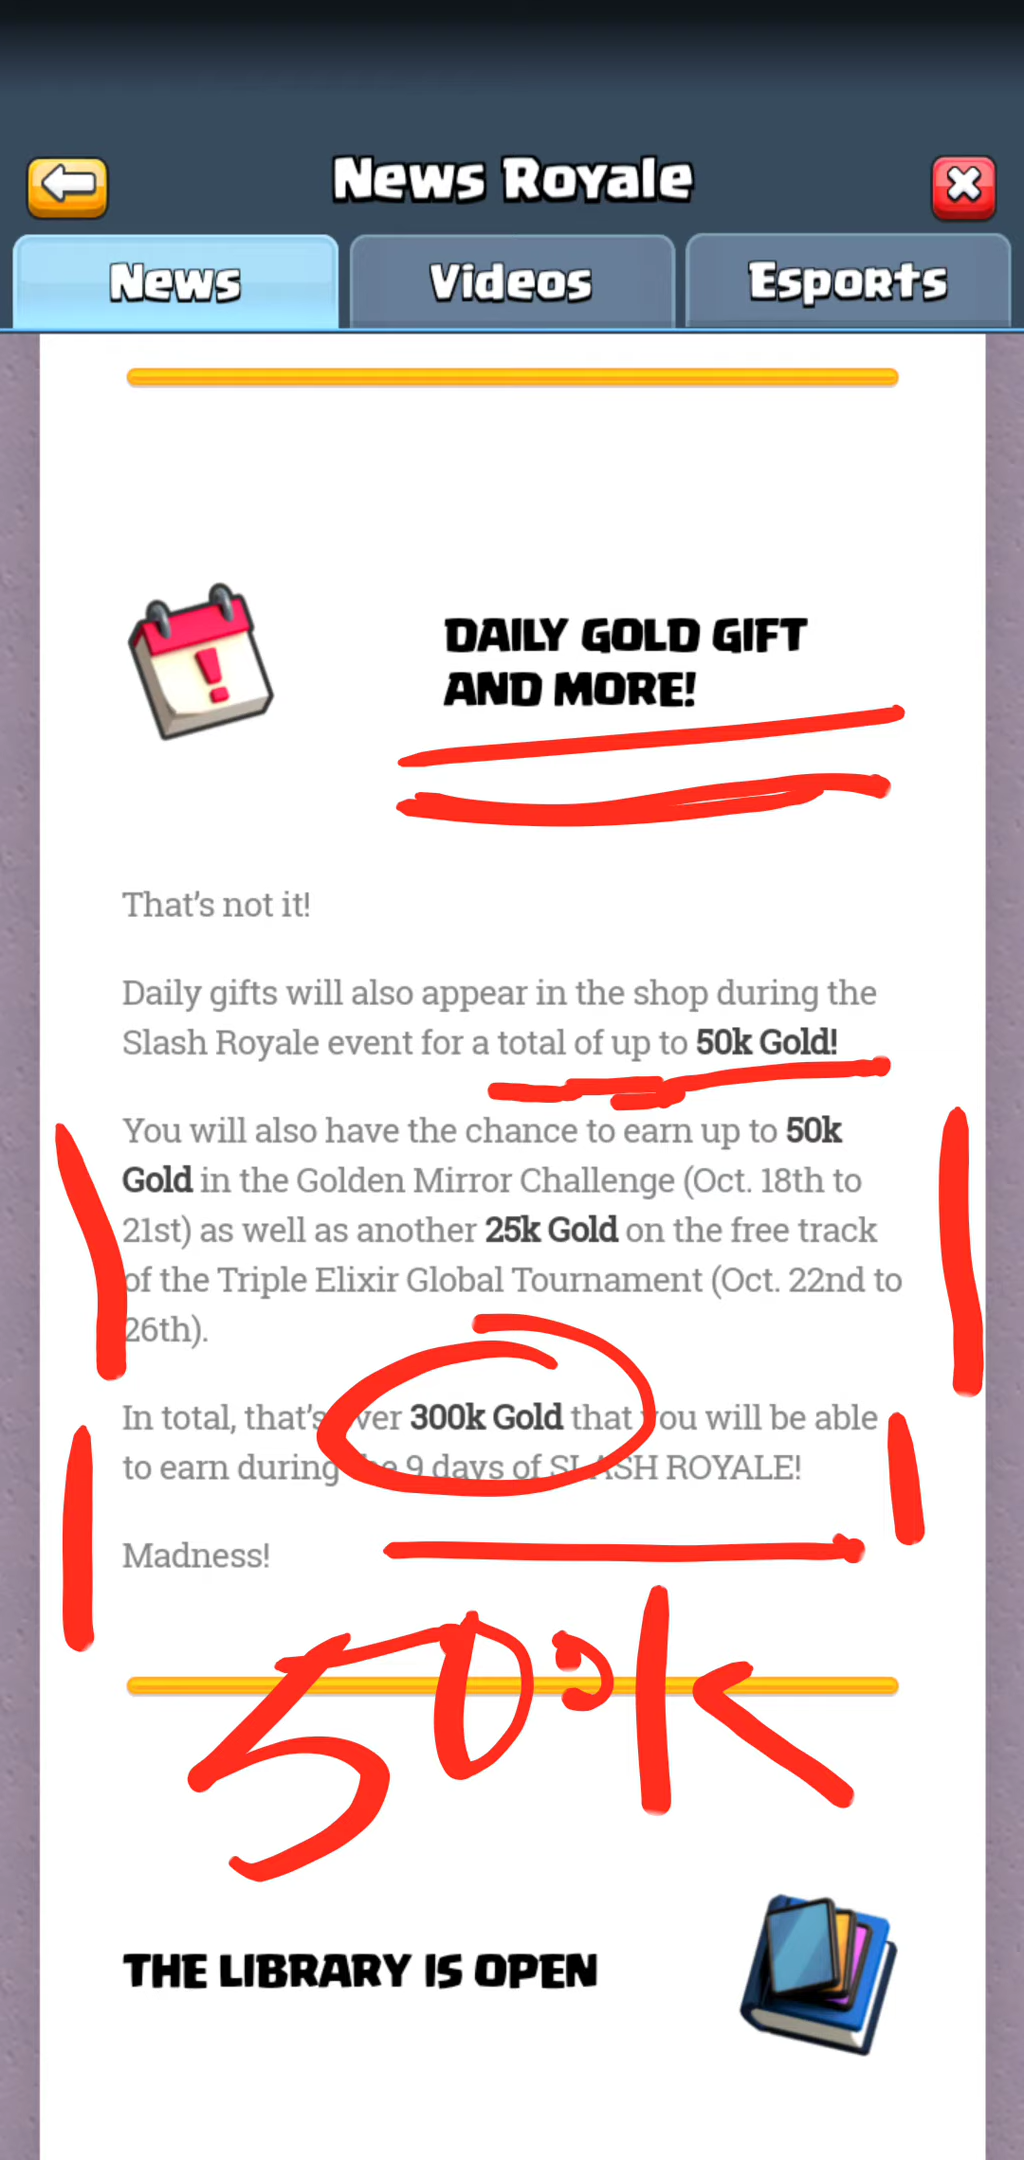 News Royale
News
Videos
Esports
DAILY GOLD GIFT
AND MORE!
That's not it!
Daily gifts will also appear in the shop during the
Slash Royale event for a total of up to 50k Gold!
You will also have the chance to earn up to 50k
Gold in the Golden Mirror Challenge (Oct. 18th to
21st) as well as another 25k Gold on the free track
of the Triple Elixir Global Tournament (Oct. 22nd to
26th).
In total, that's over 300k Gold that you will be able
to earn during the 9 days of SLASH ROYALE!
Madness!
500k
THE LIBRARY IS OPEN